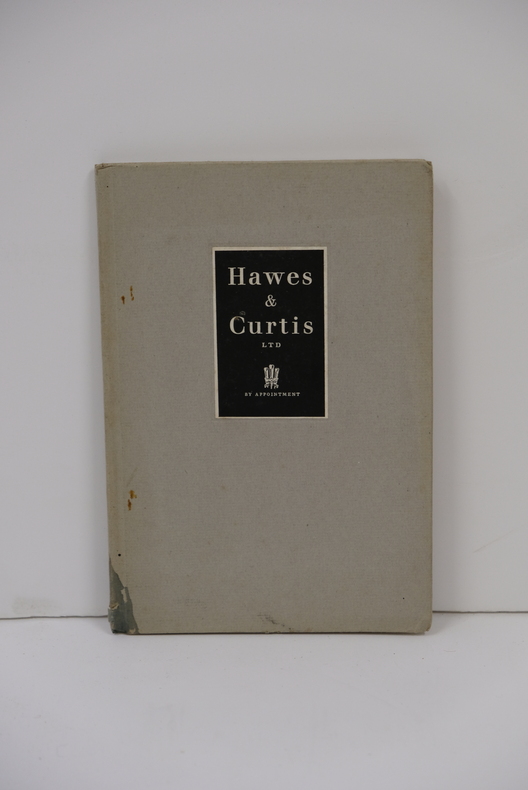 Hawes
&
Curtis
LTD
BY APPOINTMENT